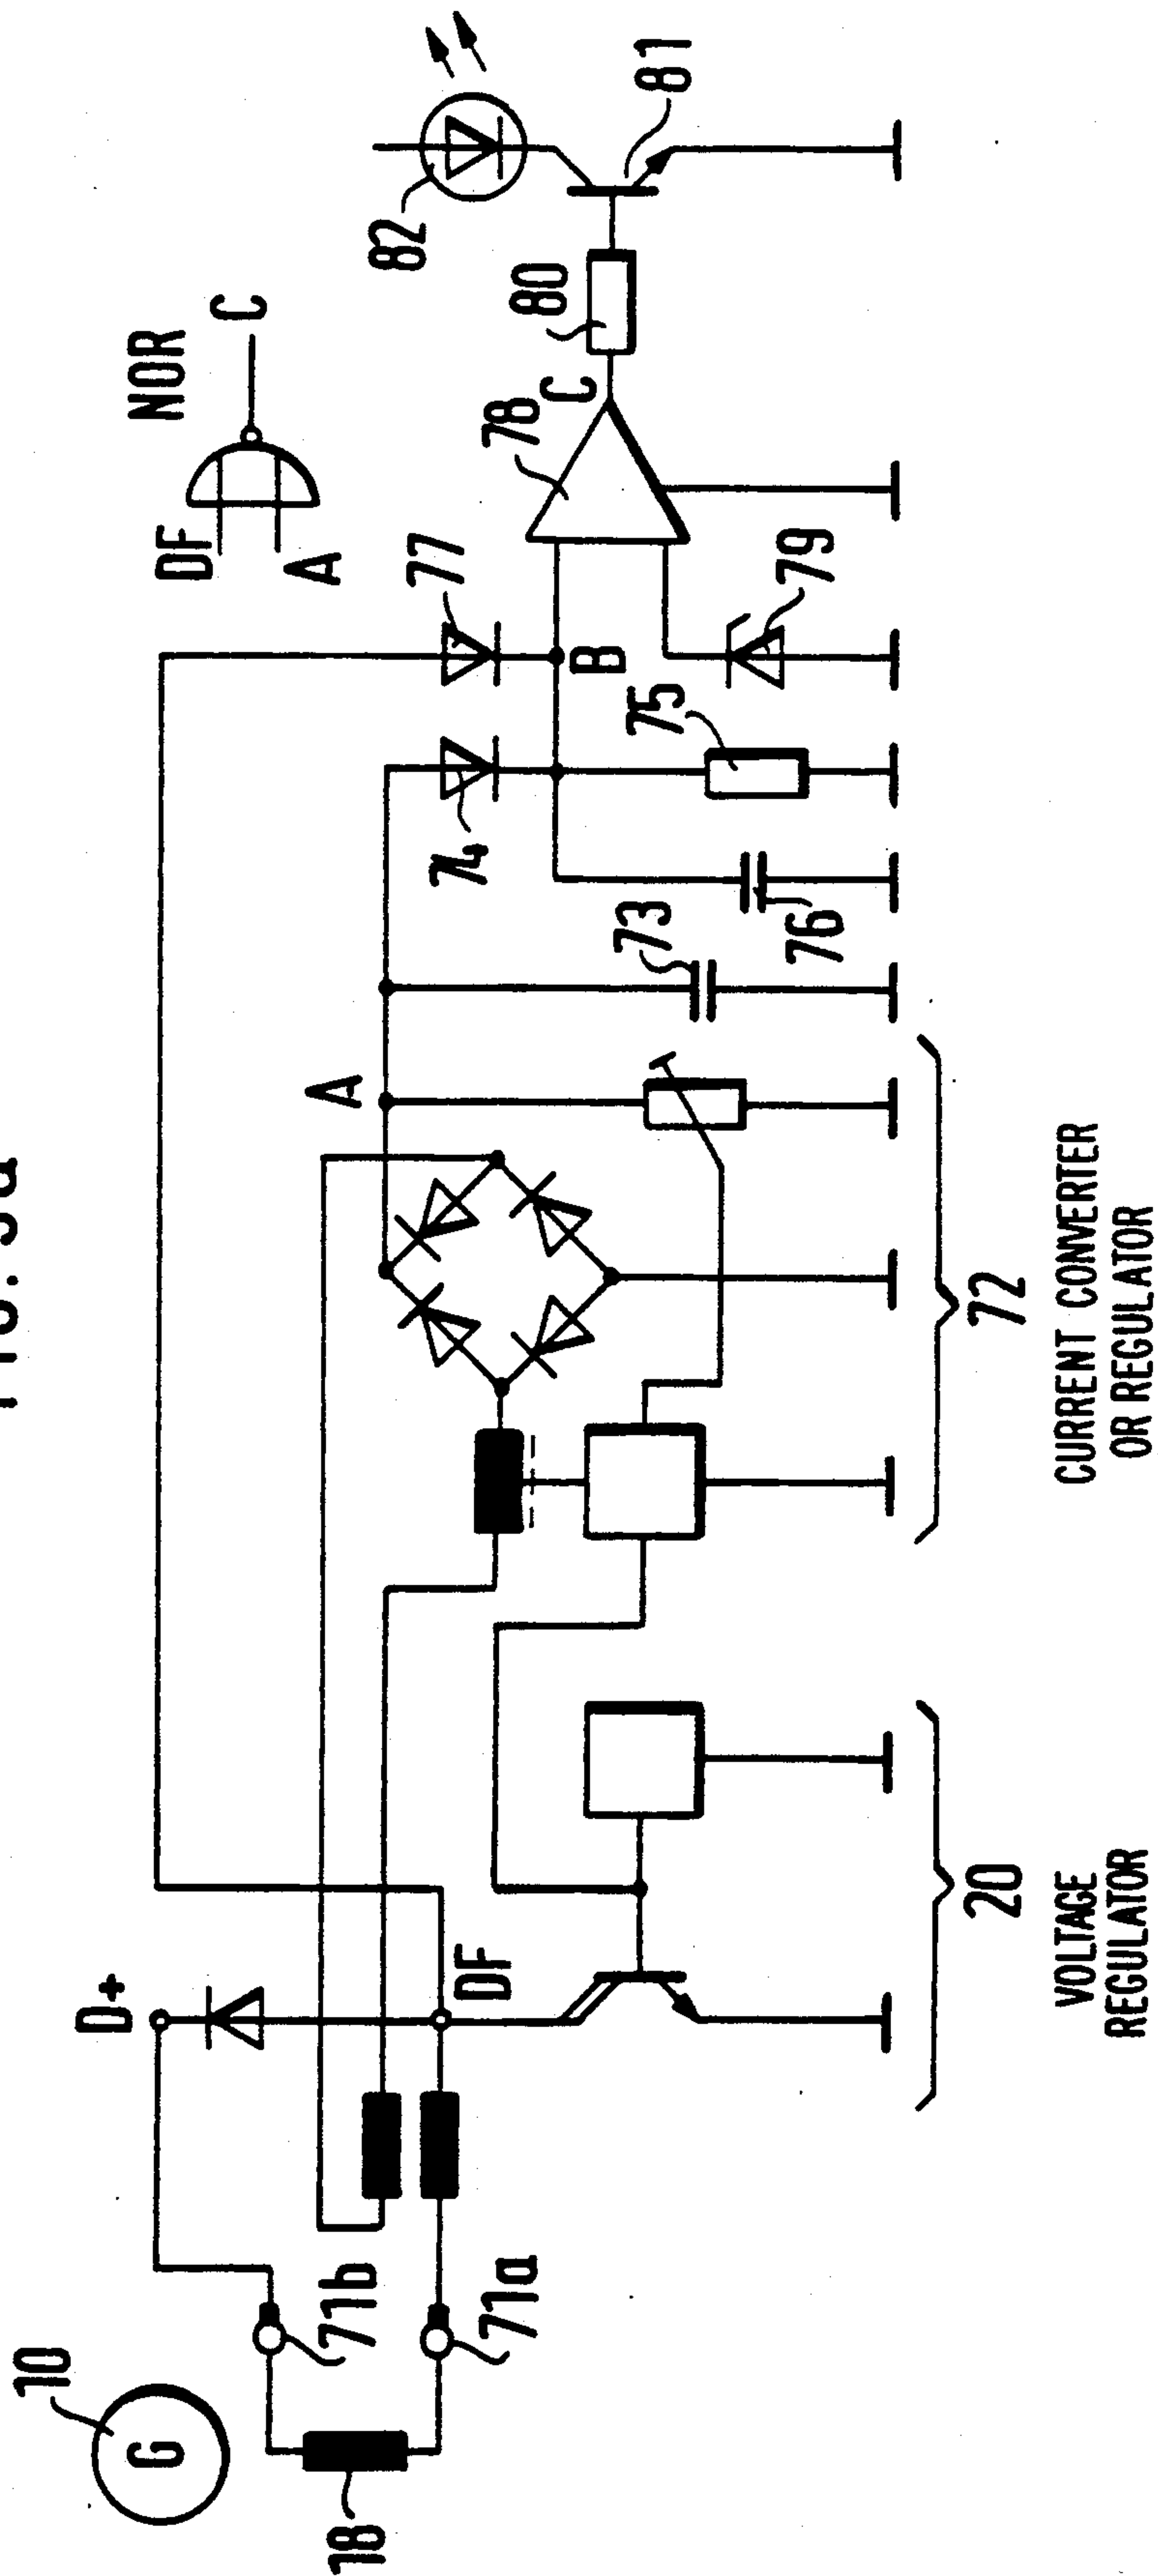 10
G
18
71b
71a
D+
DF
20
VOLTAGE
REGULATOR
72
CURRENT CONVERTER
OR REGULATOR
A
73
76
74
75
B
77
79
DF
A
NOR
C
78
C
80
82
81